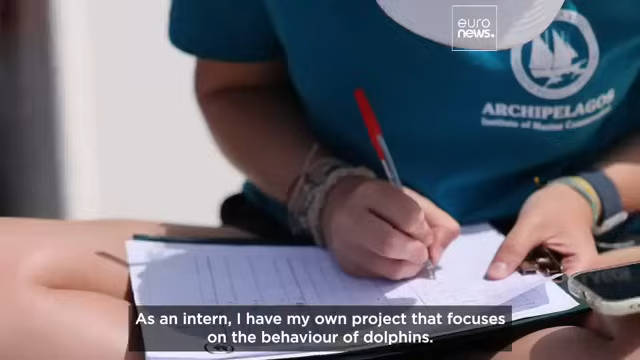 euro
news.
ARCHIPELAGOS
Institute of Marine Conservation
As an intern, I have my own project that focuses
on the behaviour of dolphins.